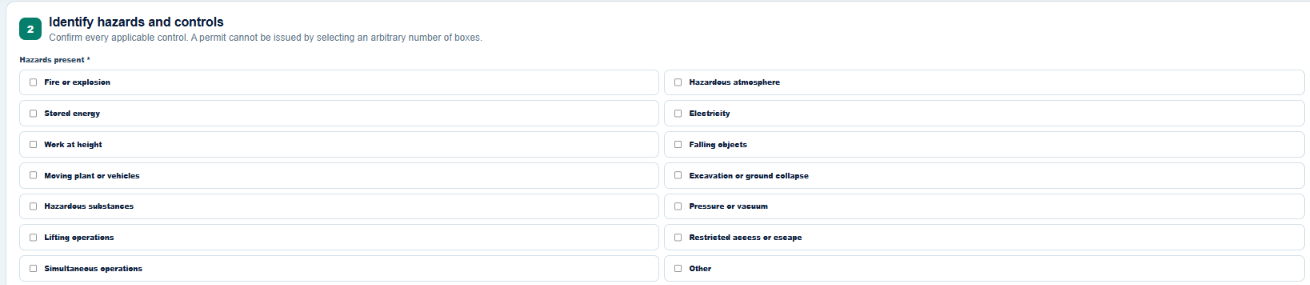 2
Identify hazards and controls
Confirm every applicable control. A permit cannot be issued by selecting an arbitrary number of boxes.
Hazards present *
Fire or explosion
Hazardous atmosphere
Stored energy
Electricity
Work at height
Falling objects
Moving plant or vehicles
Excavation or ground collapse
Hazardous substances
Pressure or vacuum
Lifting operations
Restricted access or escape
Simultaneous operations
Other